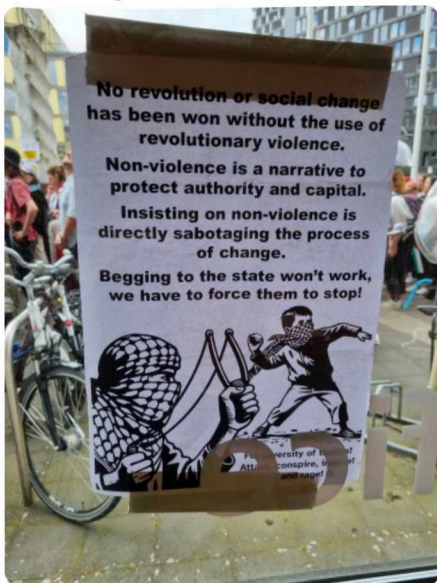 No revolution or social change
has been won without the use of
revolutionary violence.
Non-violence is a narrative to
protect authority and capital.
Insisting on non-violence is
directly sabotaging the process
of change.
Begging to the state won't work,
we have to force them to stop!
conspire,
and rage!